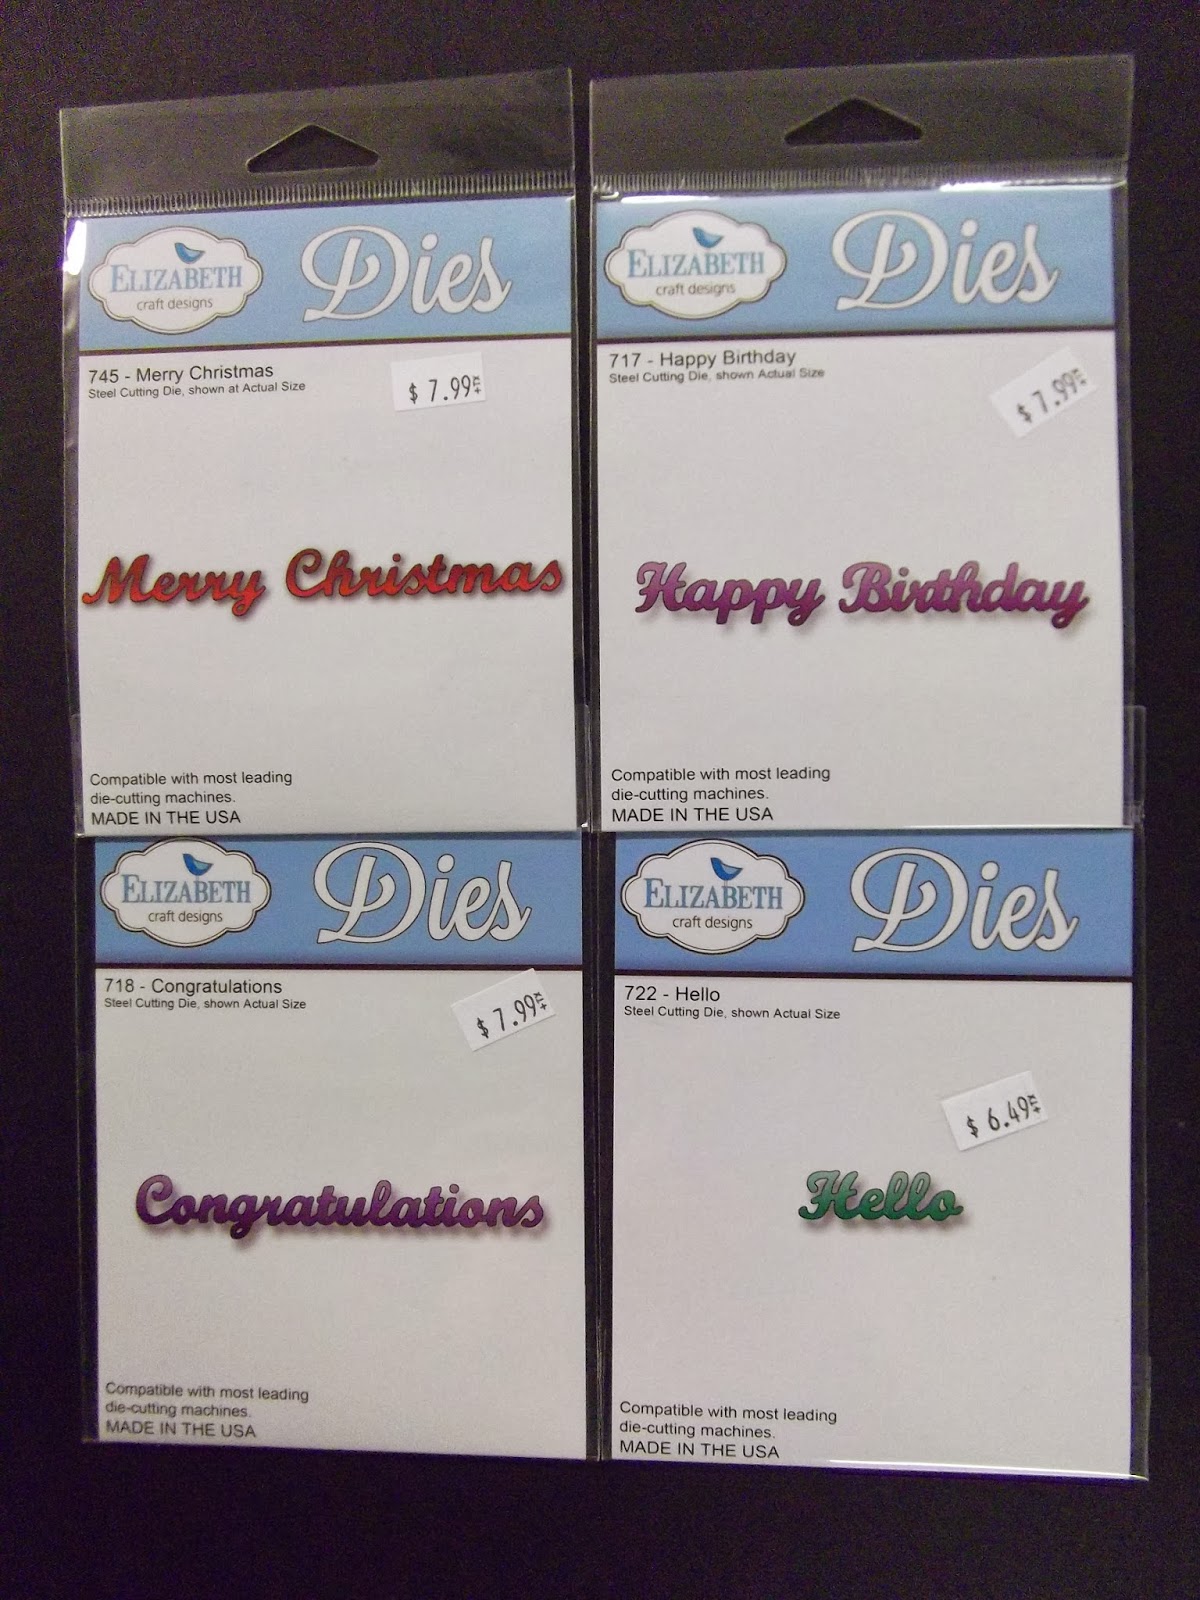 ELIZABETH
craft designs
Dies
745 - Merry Christmas
Steel Cutting Die, shown at Actual Size
$ 7.99
Merry Christmas
Compatible with most leading
die-cutting machines.
MADE IN THE USA
ELIZABETH
craft designs
Dies
717 - Happy Birthday
Steel Cutting Die, shown Actual Size
$ 7.99
Happy Birthday
Compatible with most leading
die-cutting machines.
MADE IN THE USA
ELIZABETH
craft designs
Dies
718 - Congratulations
Steel Cutting Die, shown Actual Size
$ 7.99
Congratulations
Compatible with most leading
die-cutting machines.
MADE IN THE USA
ELIZABETH
craft designs
Dies
722 - Hello
Steel Cutting Die, shown Actual Size
$ 6.49
Hello
Compatible with most leading
die-cutting machines.
MADE IN THE USA